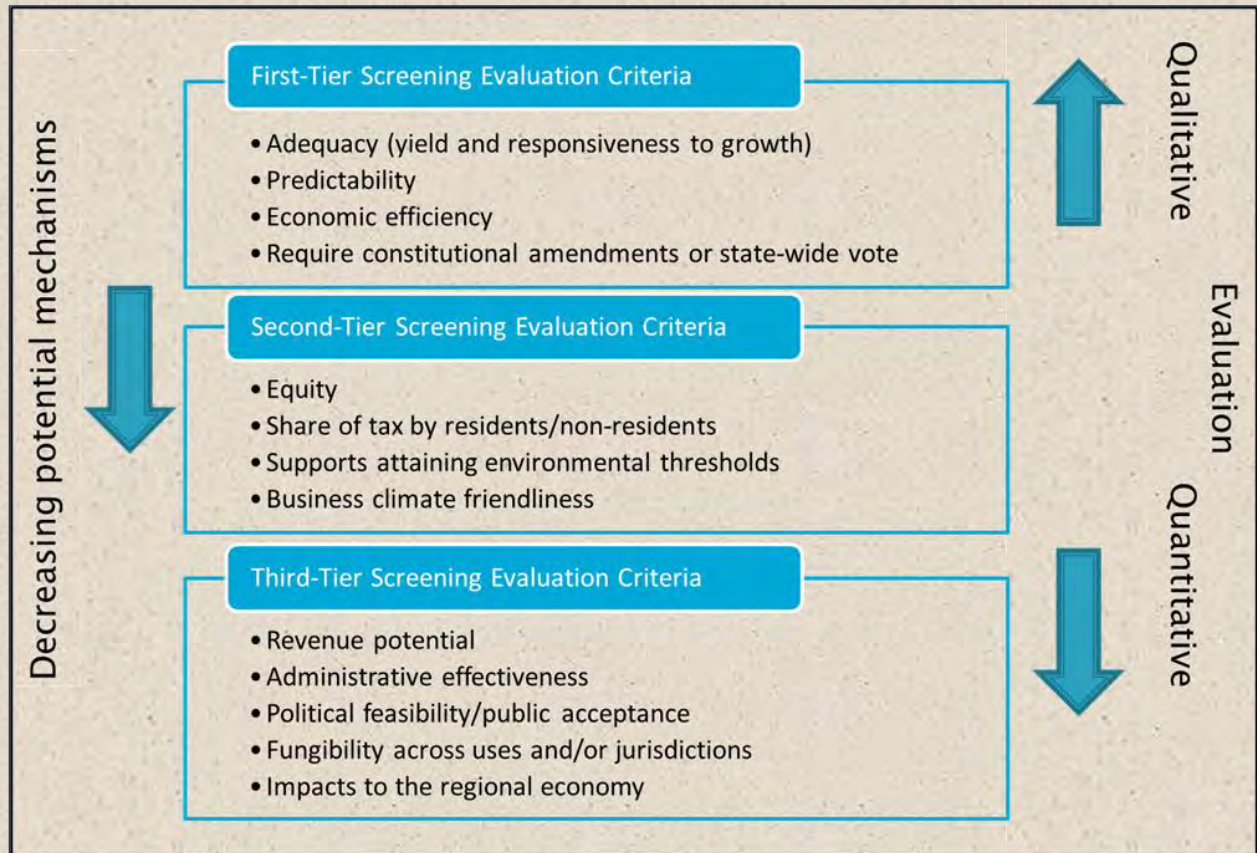 Decreasing potential mechanisms
First-Tier Screening Evaluation Criteria
• Adequacy (yield and responsiveness to growth)
• Predictability
• Economic efficiency
• Require constitutional amendments or state-wide vote
Second-Tier Screening Evaluation Criteria
• Equity
• Share of tax by residents/non-residents
• Supports attaining environmental thresholds
• Business climate friendliness
Third-Tier Screening Evaluation Criteria
• Revenue potential
• Administrative effectiveness
• Political feasibility/public acceptance
• Fungibility across uses and/or jurisdictions
• Impacts to the regional economy
Qualitative
Evaluation
Quantitative